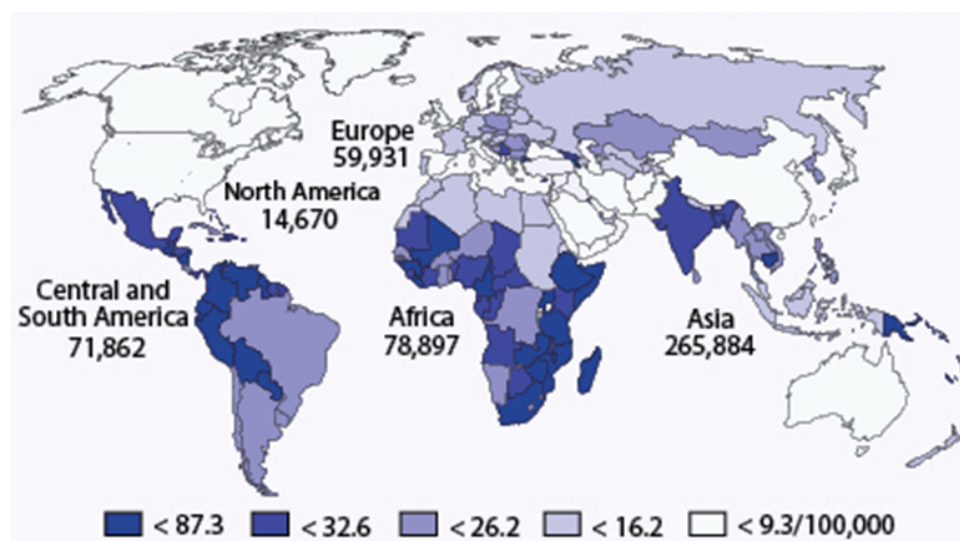 Europe
59,931
North America
14,670
Central and
South America
71,862
Africa
78,897
Asia
265,884
< 87.3 < 32.6 < 26.2 < 16.2 < 9.3/100,000